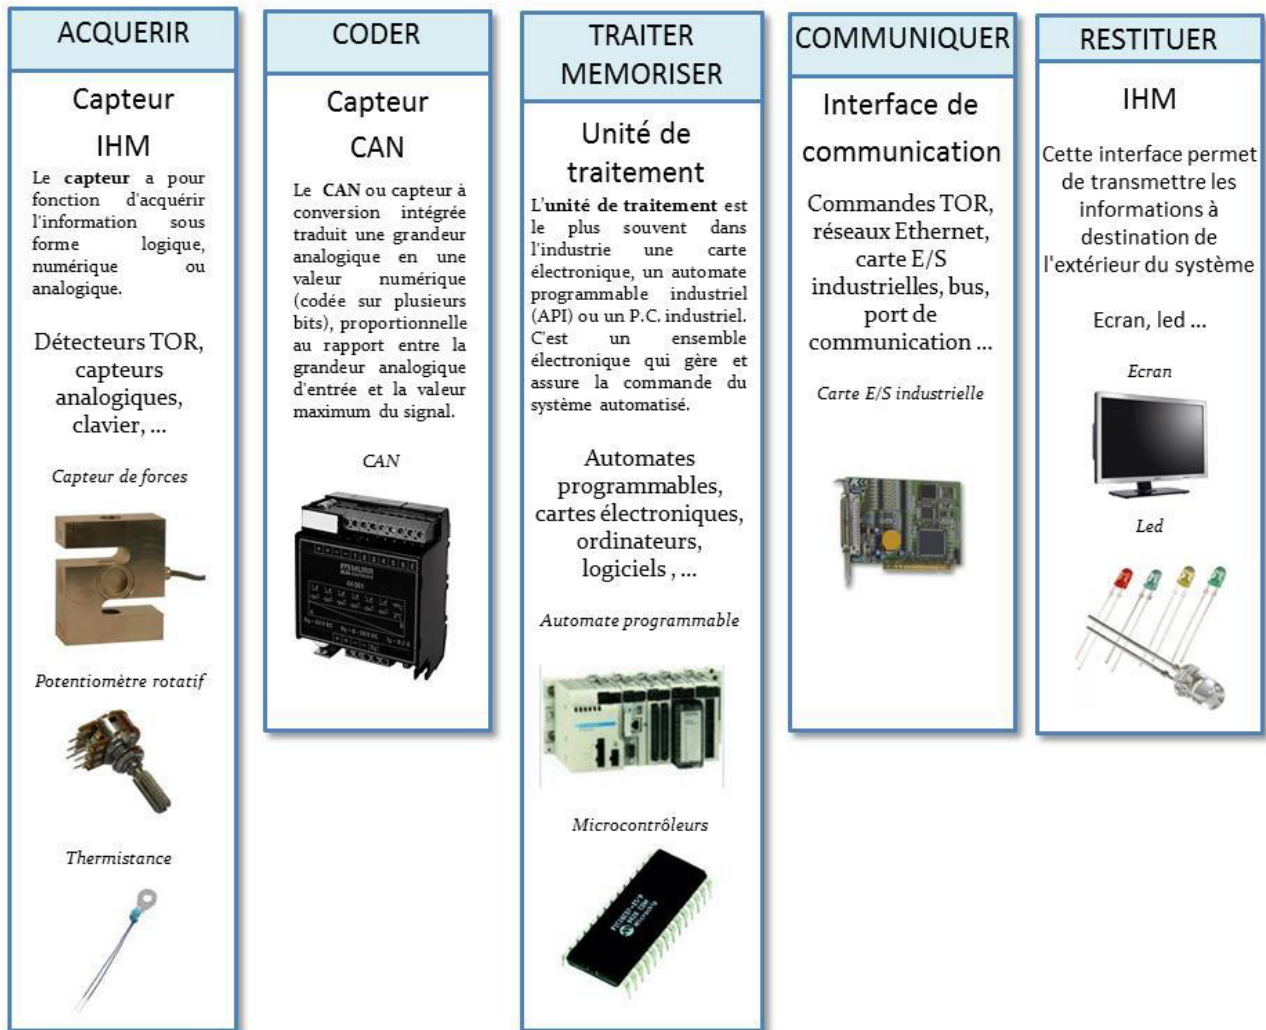 ACQUERIR
Capteur
IHM
Le capteur a pour
fonction d'acquérir
l'information sous
forme logique,
numérique ou
analogique.
Détecteurs TOR,
capteurs
analogiques,
clavier, ...
Capteur de forces
Potentiomètre rotatif
Thermistance
CODER
Capteur
CAN
Le CAN ou capteur à
conversion intégrée
traduit une grandeur
analogique en une
valeur numérique
(codée sur plusieurs
bits), proportionnelle
au rapport entre la
grandeur analogique
d'entrée et la valeur
maximum du signal.
CAN
MURR
TRAITER
MEMORISER
Unité de
traitement
L'unité de traitement est
le plus souvent dans
l'industrie une carte
électronique, un automate
programmable industriel
(API) ou un P.C. industriel.
C'est un ensemble
électronique qui gère et
assure la commande du
système automatisé.
Automates
programmables,
cartes électroniques,
ordinateurs,
logiciels , ...
Automate programmable
Microcontrôleurs
Microchip
COMMUNIQUER
Interface de
communication
Commandes TOR,
réseaux Ethernet,
carte E/S
industrielles, bus,
port de
communication ...
Carte E/S industrielle
RESTITUER
IHM
Cette interface permet
de transmettre les
informations à
destination de
l'extérieur du système
Ecran, led ...
Ecran
Led